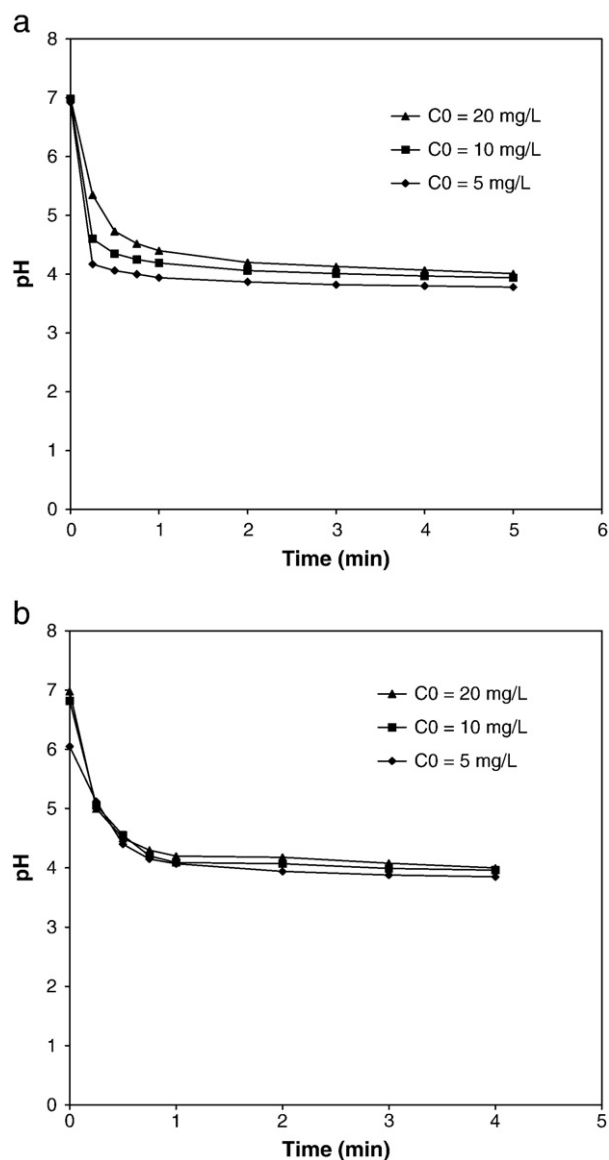 a
8
7
6
5
4
3
2
1
0
pH
C0 = 20 mg/L
C0 = 10 mg/L
C0 = 5 mg/L
0 1 2 3 4 5 6
Time (min)
b
8
7
6
5
4
3
2
1
0
pH
C0 = 20 mg/L
C0 = 10 mg/L
C0 = 5 mg/L
0 1 2 3 4 5
Time (min)